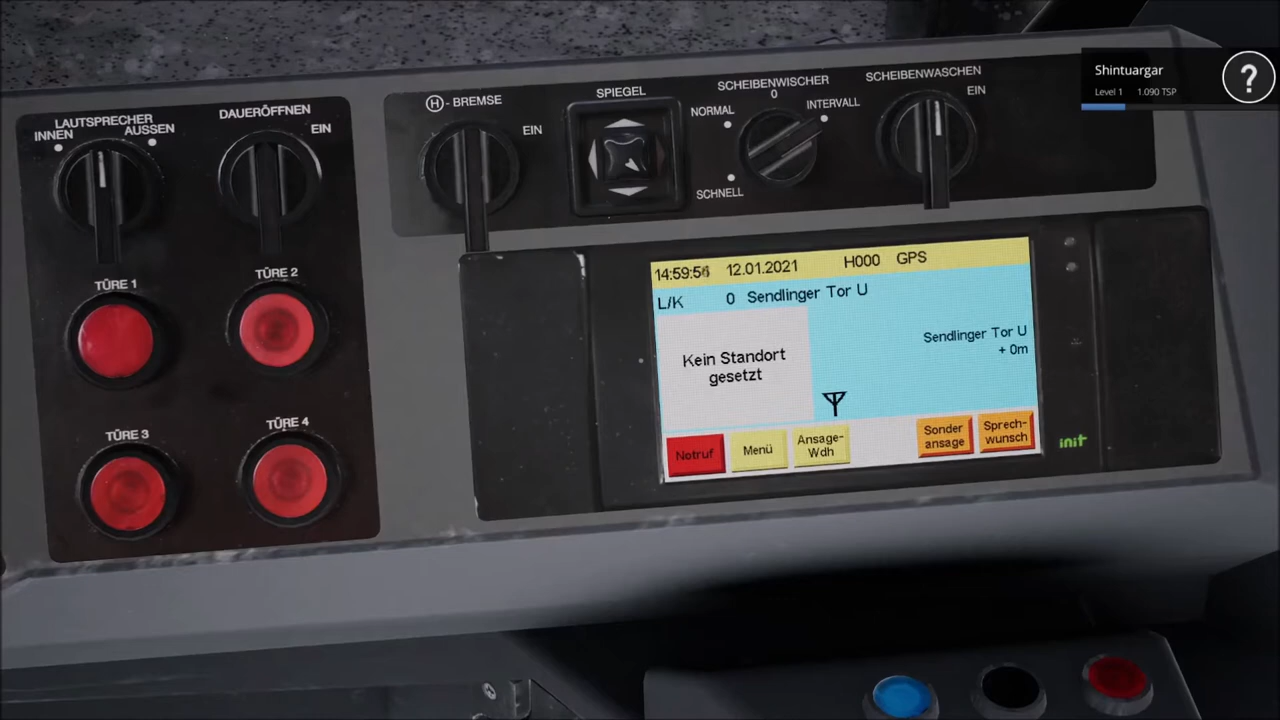 LAUTSPRECHER
INNEN
AUSSEN
DAUERÖFFNEN
EIN
TÜRE 1
TÜRE 2
TÜRE 3
TÜRE 4
H - BREMSE
EIN
SPIEGEL
SCHEIBENWISCHER
0
NORMAL
INTERVALL
SCHNELL
SCHEIBENWASCHEN
EIN
Shintuargar
Level 1 1.090 TSP
?
14:59:56 12.01.2021 H000 GPS
L/K 0 Sendlinger Tor U
Kein Standort
gesetzt
Sendlinger Tor U
+ 0m
Notruf
Menü
Ansage-
Wdh
Sonder
ansage
Sprech-
wunsch
init